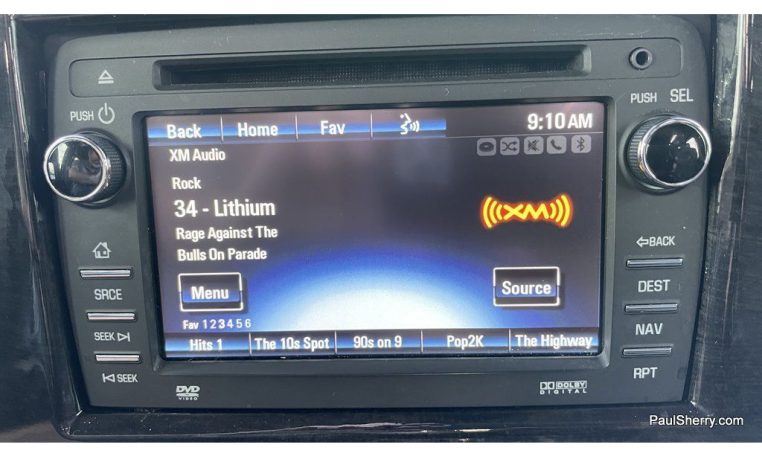 PUSH
PUSH SEL
Back Home Fav 9:10 AM
XM Audio
Rock
34 - Lithium
XM
Rage Against The
Bulls On Parade
BACK
Menu
Source
SRCE
DEST
Fav 1 2 3 4 5 6
SEEK
NAV
Hits 1 The 10s Spot 90s on 9 Pop2K The Highway
SEEK
RPT
DVD
VIDEO
DOLBY
DIGITAL
PaulSherry.com